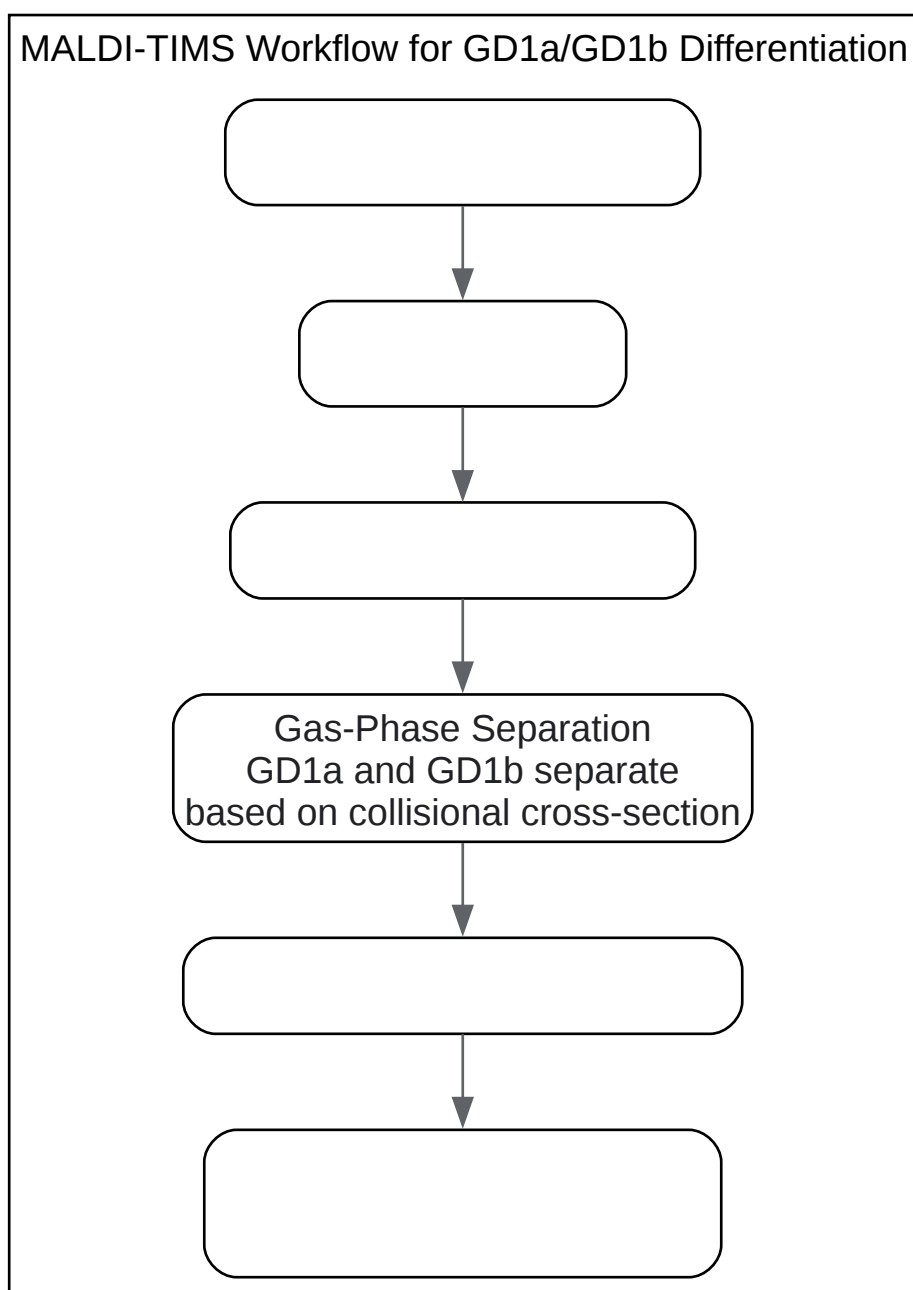 MALDI-TIMS Workflow for GD1a/GD1b Differentiation
Gas-Phase Separation
GD1a and GD1b separate
based on collisional cross-section